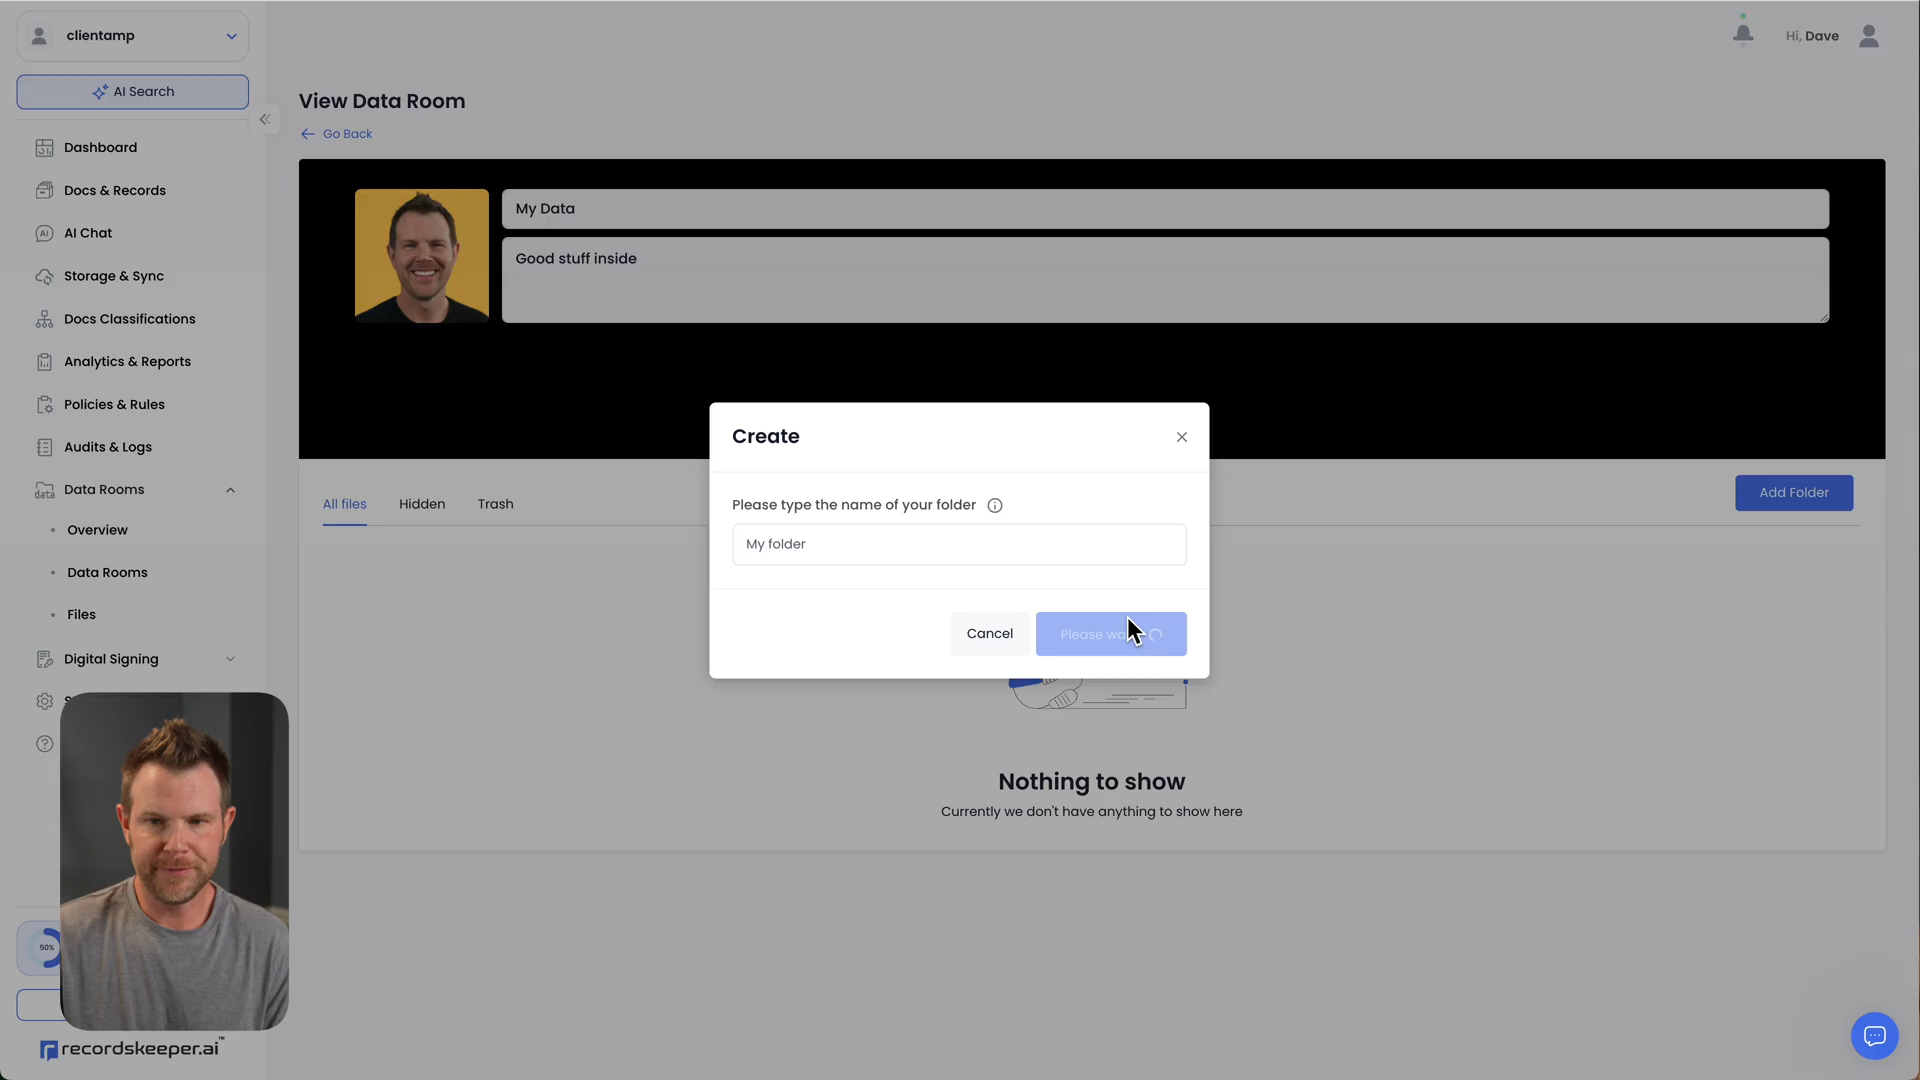 clientamp
AI Search
Dashboard
Docs & Records
AI Chat
Storage & Sync
Docs Classifications
Analytics & Reports
Policies & Rules
Audits & Logs
Data Rooms
Overview
Data Rooms
Files
Digital Signing
50%
recordskeeper.ai™
Hi, Dave
View Data Room
Go Back
My Data
Good stuff inside
All files
Hidden
Trash
Add Folder
Create
Please type the name of your folder
My folder
Cancel
Please
Nothing to show
Currently we don't have anything to show here